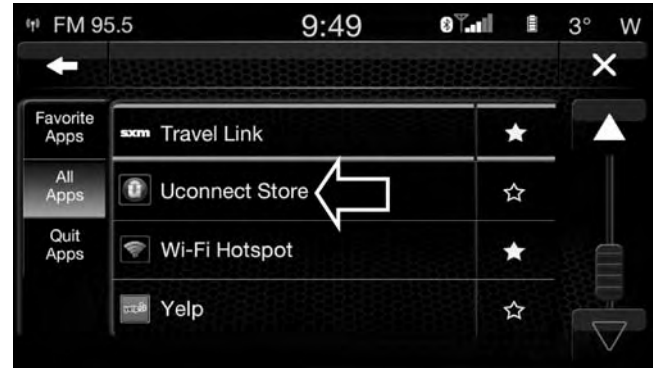 FM 95.5 9:49 3° W
Favorite
Apps
sxm Travel Link
All
Apps
Uconnect Store
Quit
Apps
Wi-Fi Hotspot
Yelp